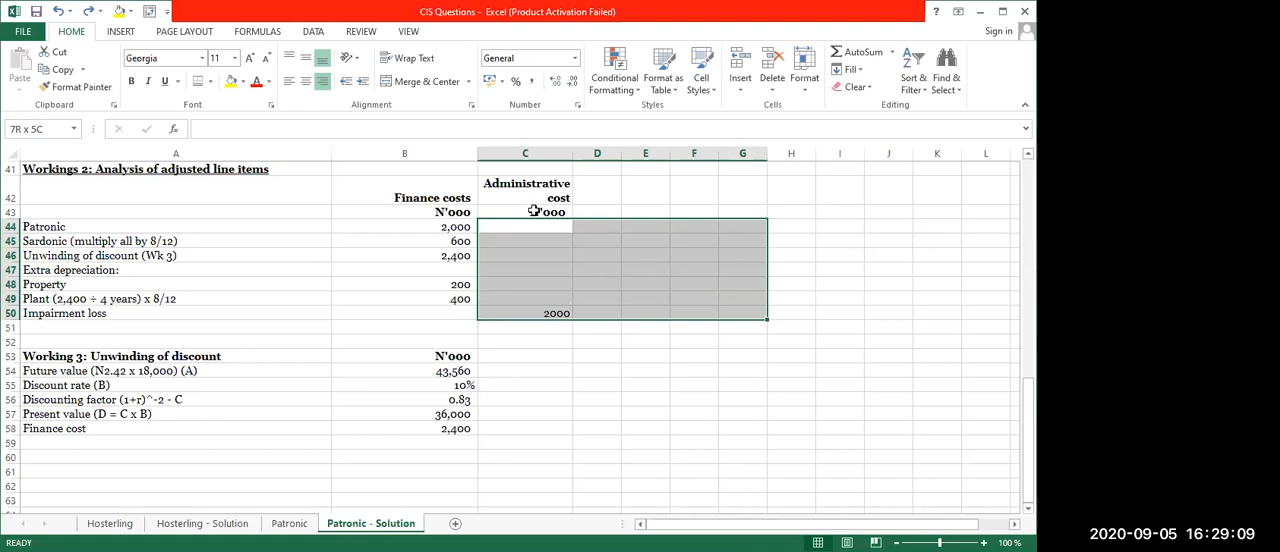 CIS Questions - Excel (Product Activation Failed)
FILE HOME INSERT PAGE LAYOUT FORMULAS DATA REVIEW VIEW Sign in
Paste Cut Copy Format Painter Clipboard
Georgia 11 A A B I U A Font
Wrap Text Merge & Center Alignment
General % , Number
Conditional Formatting Format as Table Cell Styles Styles
Insert Delete Format Cells
AutoSum Fill Clear Sort & Filter Find & Select Editing
7R x 5C fx
A B C D E F G H I J K L
41 Workings 2: Analysis of adjusted line items
42 Finance costs Administrative cost
43 N'000 '000
44 Patronic 2,000
45 Sardonic (multiply all by 8/12) 600
46 Unwinding of discount (Wk 3) 2,400
47 Extra depreciation:
48 Property 200
49 Plant (2,400 ÷ 4 years) x 8/12 400
50 Impairment loss 2000
51
52
53 Working 3: Unwinding of discount N'000
54 Future value (N2.42 x 18,000) (A) 43,560
55 Discount rate (B) 10%
56 Discounting factor (1+r)^-2 - C 0.83
57 Present value (D = C x B) 36,000
58 Finance cost 2,400
59
60
61
62
63
Hosterling Hosterling - Solution Patronic Patronic - Solution
READY 100 %
2020-09-05 16:29:09